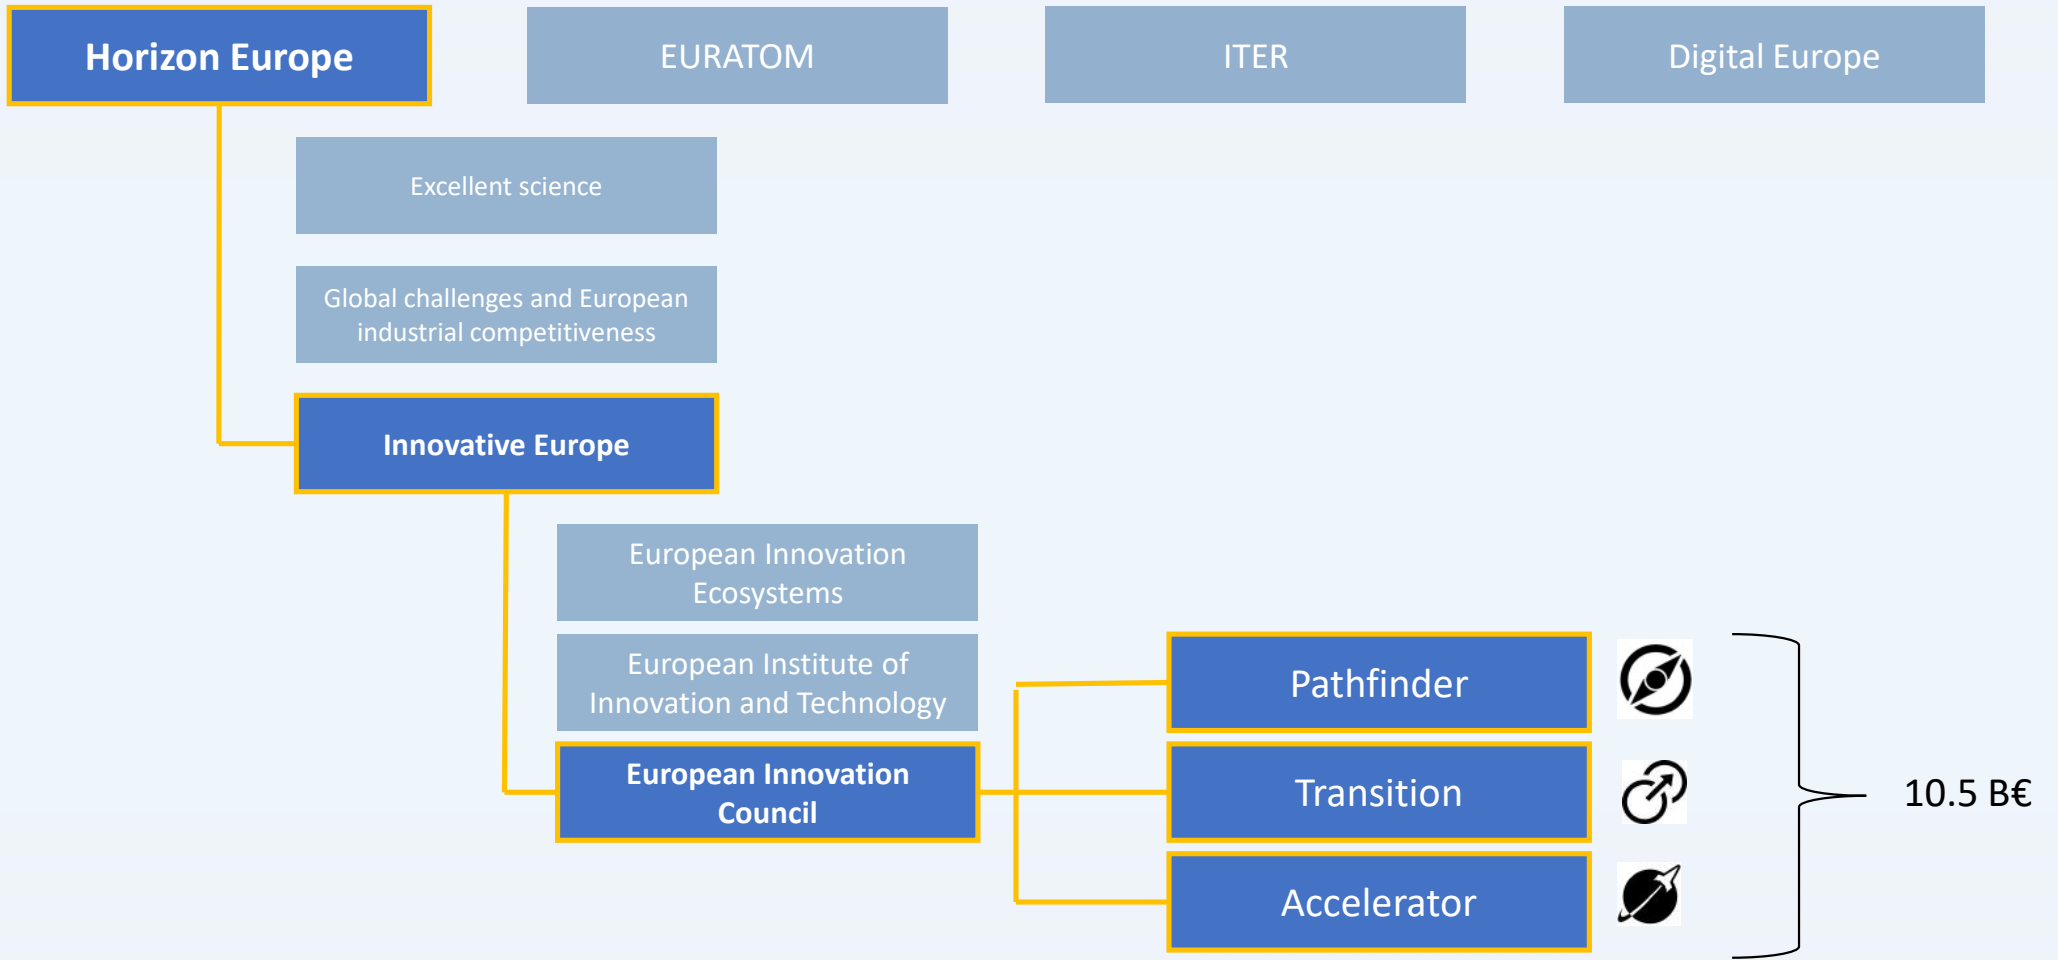 Horizon Europe
EURATOM
ITER
Digital Europe
Excellent science
Global challenges and European
industrial competitiveness
Innovative Europe
European Innovation
Ecosystems
European Institute of
Innovation and Technology
European Innovation
Council
Pathfinder
Transition
Accelerator
10.5 B€